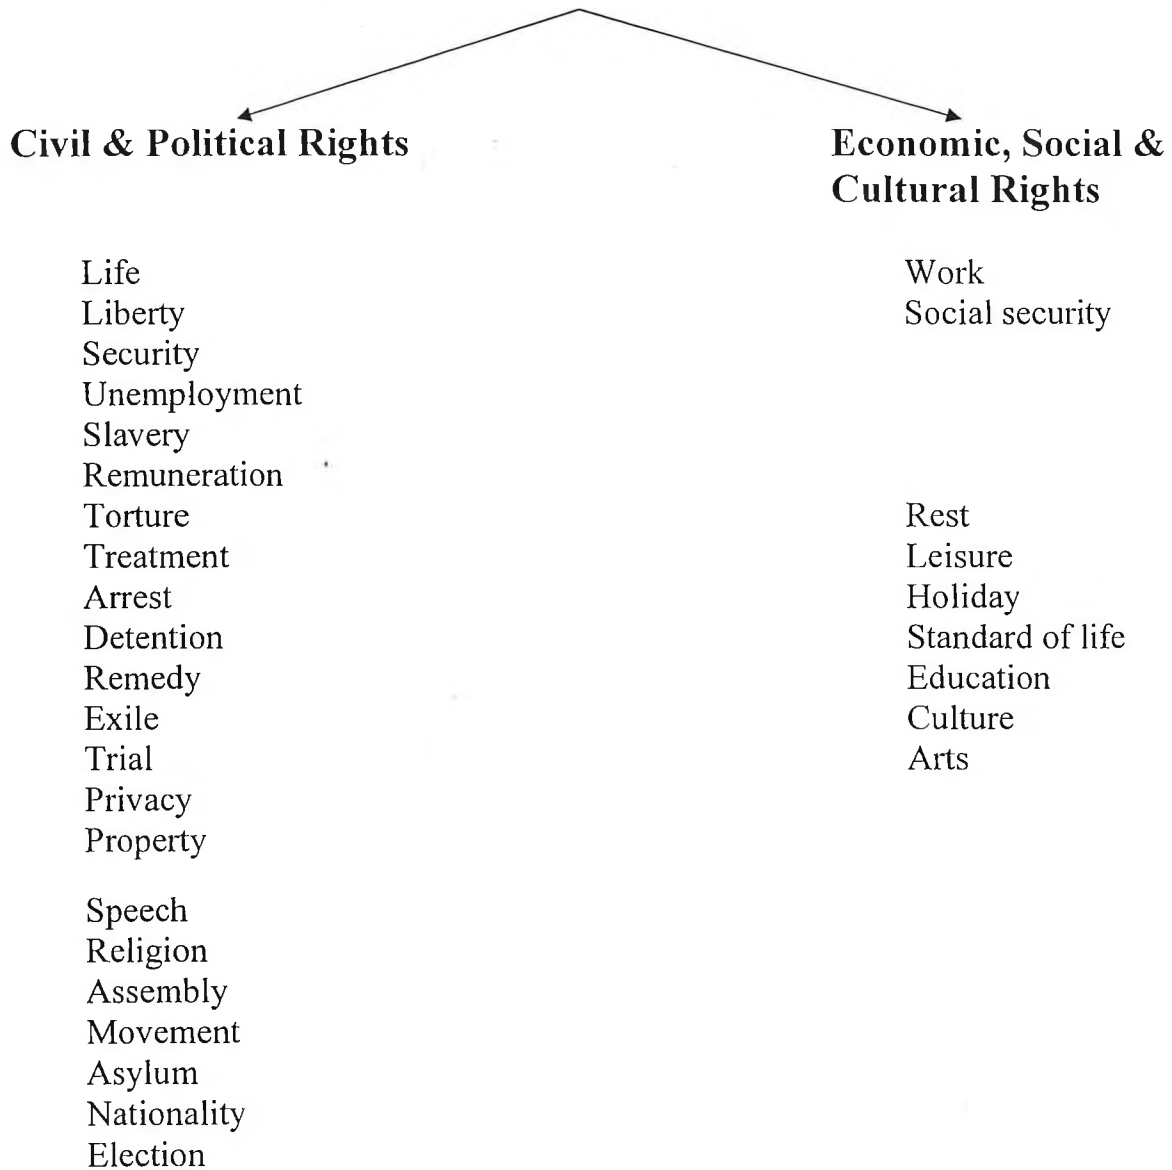 Civil & Political Rights
Life
Liberty
Security
Unemployment
Slavery
Remuneration
Torture
Treatment
Arrest
Detention
Remedy
Exile
Trial
Privacy
Property
Speech
Religion
Assembly
Movement
Asylum
Nationality
Election
Economic, Social &
Cultural Rights
Work
Social security
Rest
Leisure
Holiday
Standard of life
Education
Culture
Arts